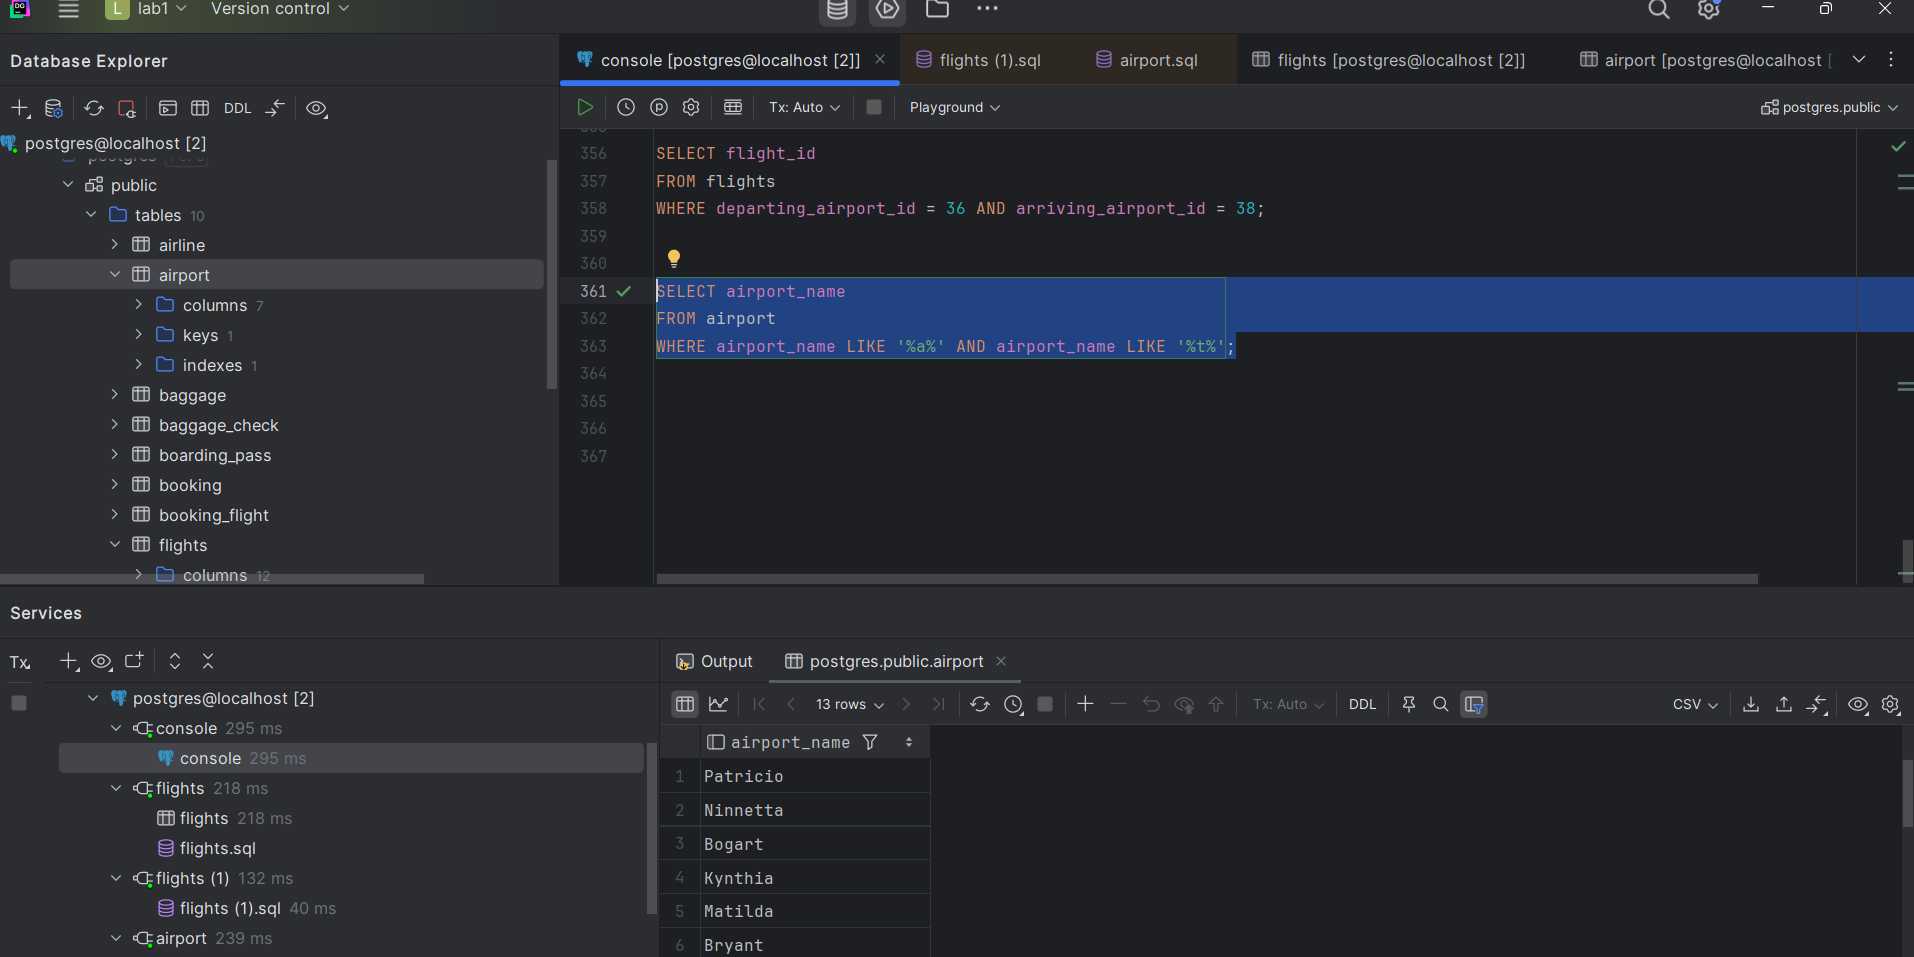 DG
L lab1 Version control
Database Explorer
console [postgres@localhost [2]]
flights (1).sql
airport.sql
flights [postgres@localhost [2]]
airport [postgres@localhost [
DDL
Tx: Auto
Playground
postgres.public
postgres@localhost [2]
public
tables 10
airline
airport
columns 7
keys 1
indexes 1
baggage
baggage_check
boarding_pass
booking
booking_flight
flights
columns 12
356 SELECT flight_id
357 FROM flights
358 WHERE departing_airport_id = 36 AND arriving_airport_id = 38;
359
360
361 SELECT airport_name
362 FROM airport
363 WHERE airport_name LIKE '%a%' AND airport_name LIKE '%t%';
364
365
366
367
Services
Tx
postgres@localhost [2]
console 295 ms
console 295 ms
flights 218 ms
flights 218 ms
flights.sql
flights (1) 132 ms
flights (1).sql 40 ms
airport 239 ms
Output
postgres.public.airport
13 rows
Tx: Auto
DDL
CSV
airport_name
1 Patricio
2 Ninnetta
3 Bogart
4 Kynthia
5 Matilda
6 Bryant